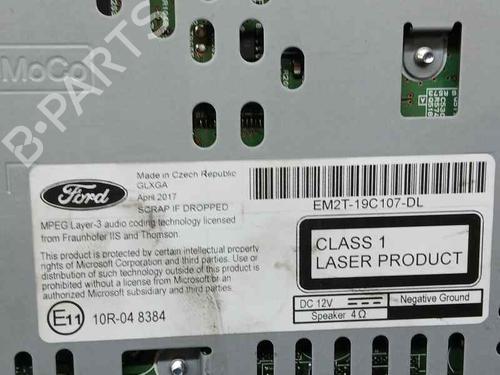 MoCo
B-PARTS
Ford
Made in Czech Republic
GLXGA
April 2017
SCRAP IF DROPPED
MPEG Layer-3 audio coding technology licensed
from Fraunhofer IIS and Thomson.
This product is protected by certain intellectual property
rights of Microsoft Corporation and third parties. Use or
distribution of such technology outside of this product is
prohibited without a license from Microsoft or an
authorized Microsoft subsidiary and third parties.
E11 10R-04 8384
EM2T-19C107-DL
CLASS 1
LASER PRODUCT
DC 12V
Negative Ground
Speaker 4 Ω